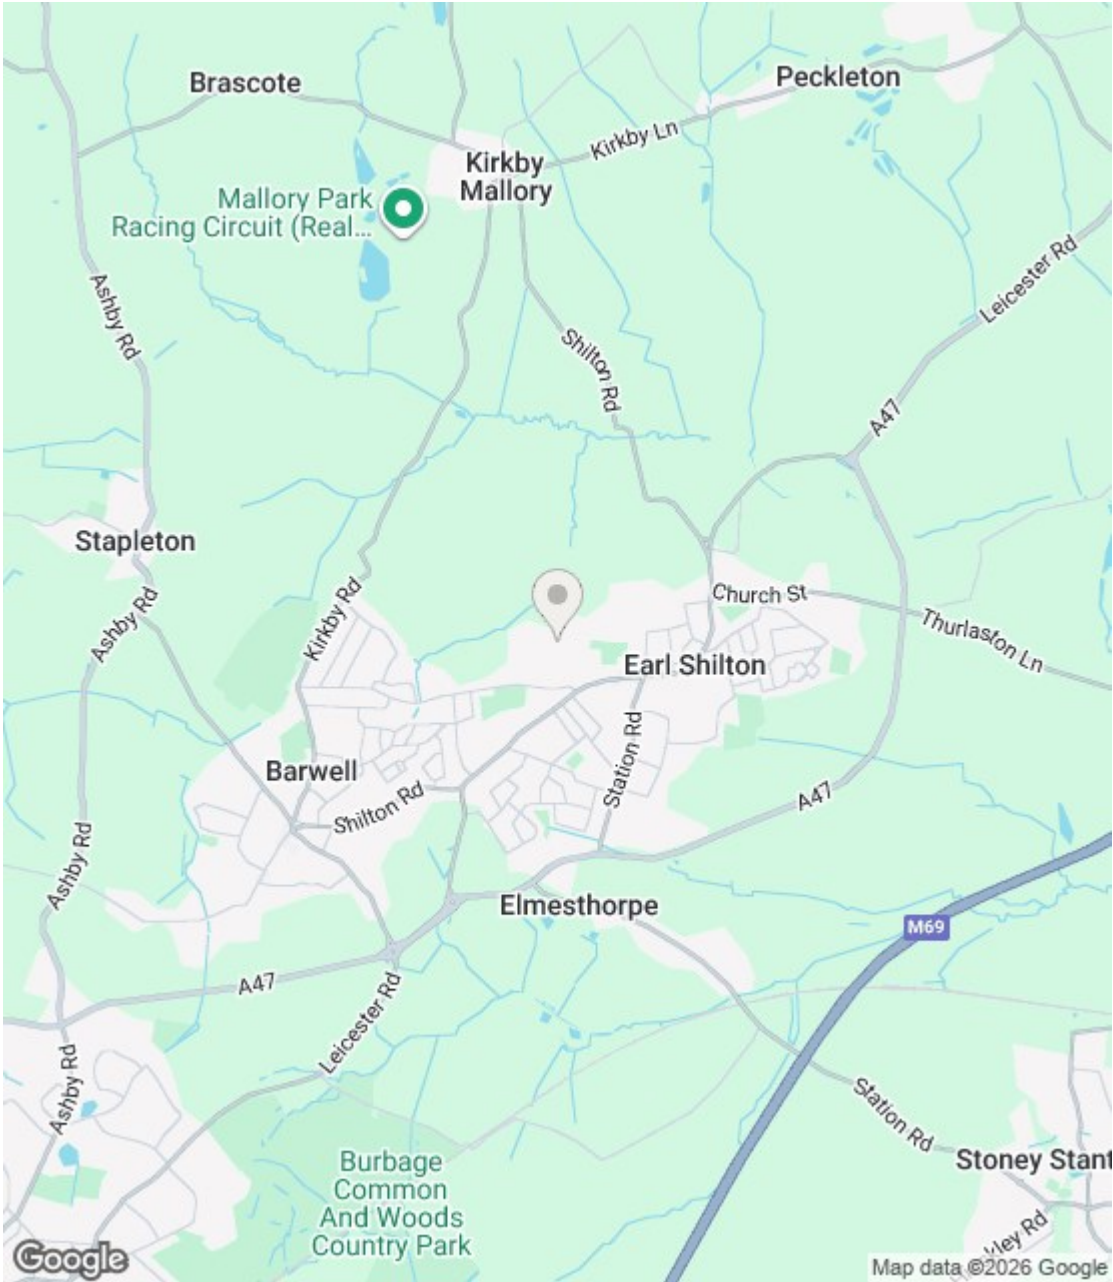 Brascote
Peckleton
Kirkby Ln
Kirkby
Mallory
Mallory Park
Racing Circuit (Real...
Leicester Rd
Ashby Rd
Shilton Rd
A47
Stapleton
Ashby Rd
Kirkby Rd
Church St
Thurlaston Ln
Earl Shilton
Station Rd
Barwell
Shilton Rd
A47
Ashby Rd
Elmesthorpe
M69
A47
Leicester Rd
Ashby Rd
Station Rd
Burbage
Common
And Woods
Country Park
Stoney Stant
kley Rd
Google
Map data ©2026 Google